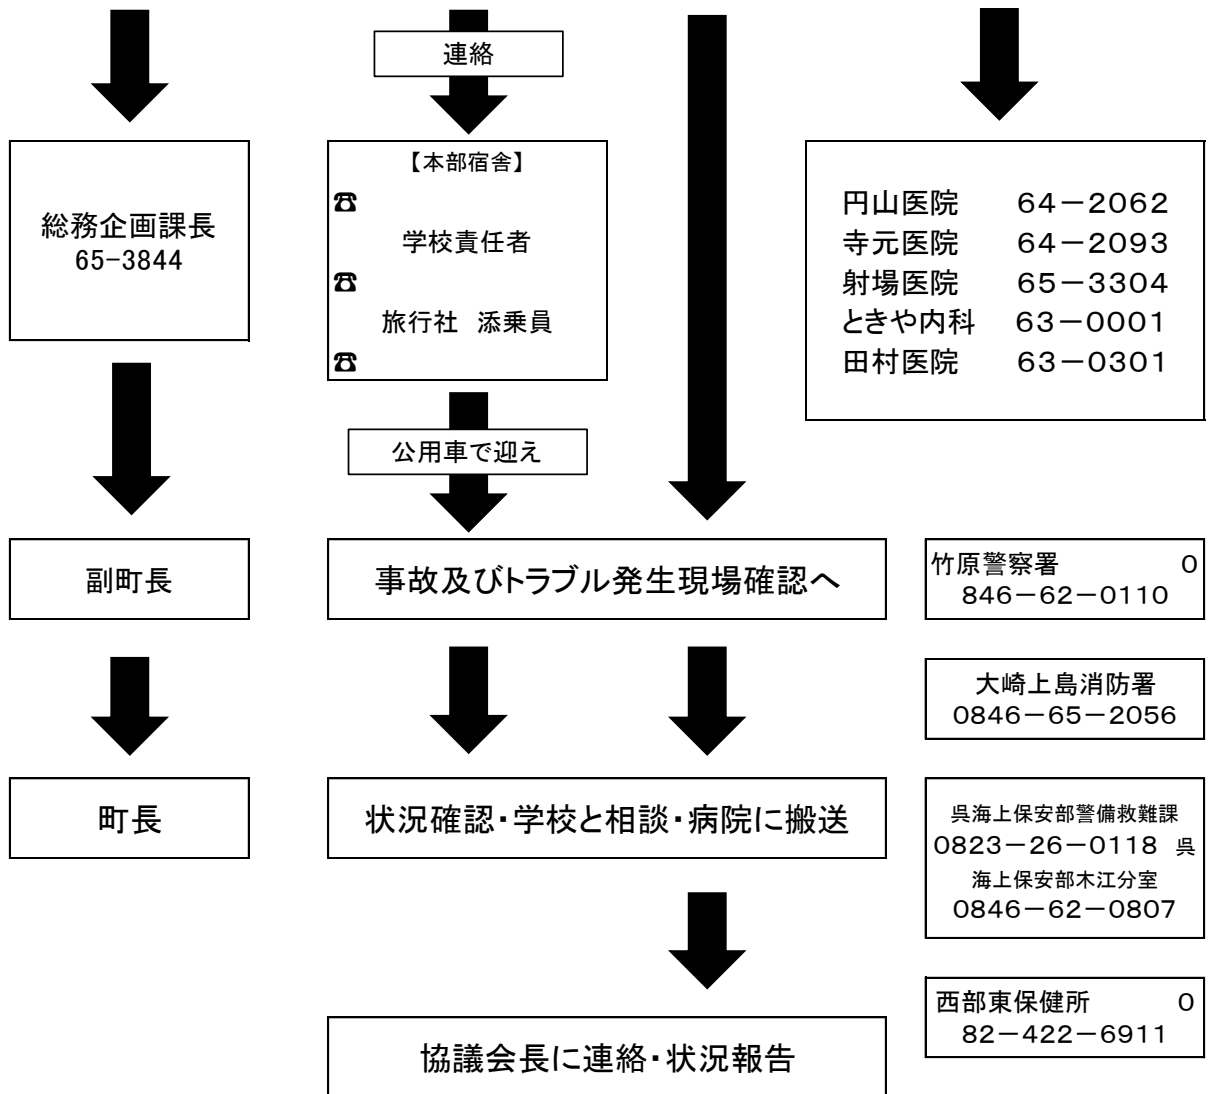 連絡
総務企画課長
65-3844
【本部宿舎】
☎
学校責任者
☎
旅行社 添乗員
☎
円山医院 64-2062
寺元医院 64-2093
射場医院 65-3304
ときや内科 63-0001
田村医院 63-0301
公用車で迎え
副町長
事故及びトラブル発生現場確認へ
竹原警察署 0
846-62-0110
大崎上島消防署
0846-65-2056
町長
状況確認・学校と相談・病院に搬送
呉海上保安部警備救難課
0823-26-0118 呉
海上保安部木江分室
0846-62-0807
西部東保健所 0
82-422-6911
協議会長に連絡・状況報告